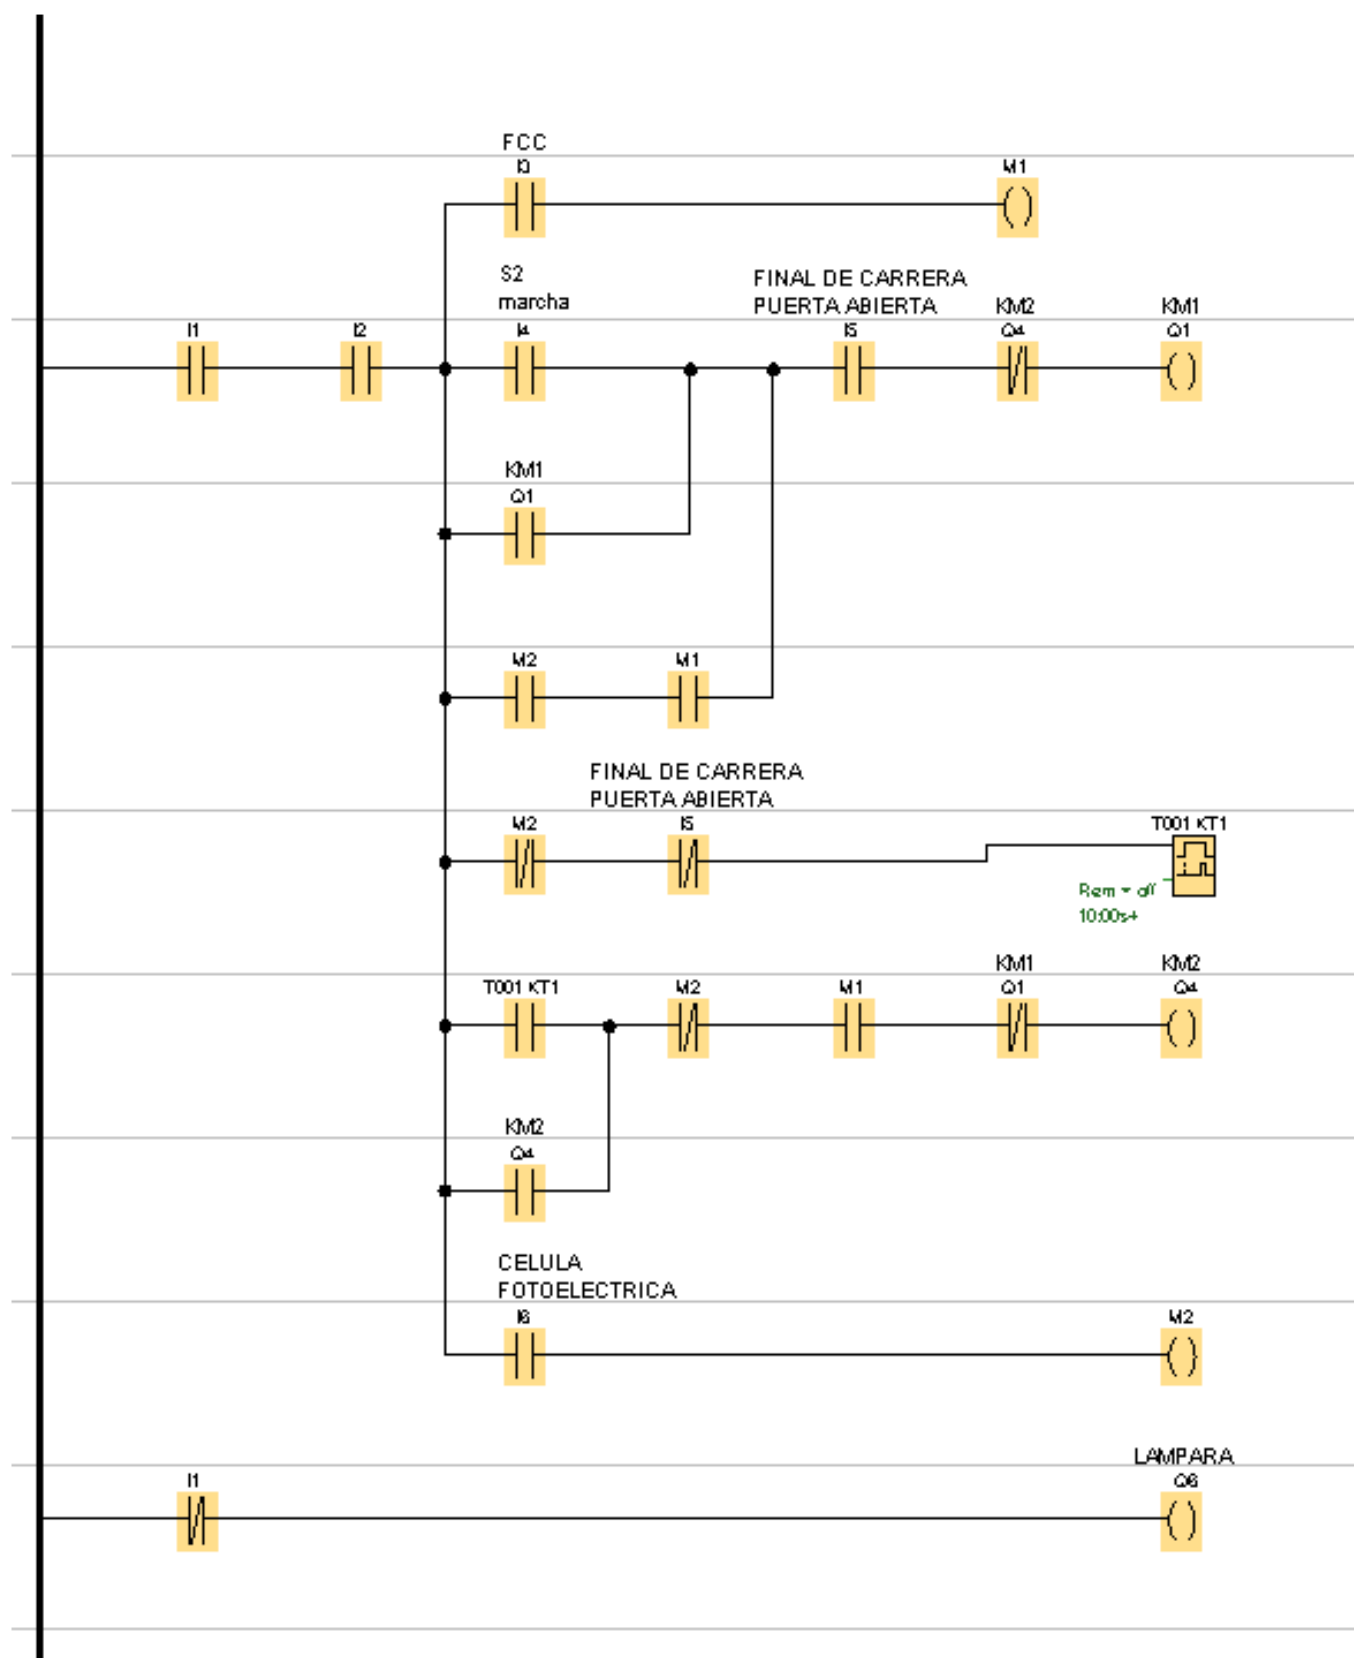 FCC
I3
M1
S2
marcha
FINAL DE CARRERA
PUERTA ABIERTA
KM2
KM1
I1
I2
I4
I5
Q4
Q1
KM1
Q1
M2
M1
FINAL DE CARRERA
PUERTA ABIERTA
M2
I5
T001 KT1
Rem = off
10:00s+
KM1
KM2
T001 KT1
M2
M1
Q1
Q4
KM2
Q4
CELULA
FOTOELECTRICA
I6
M2
LAMPARA
I1
Q6